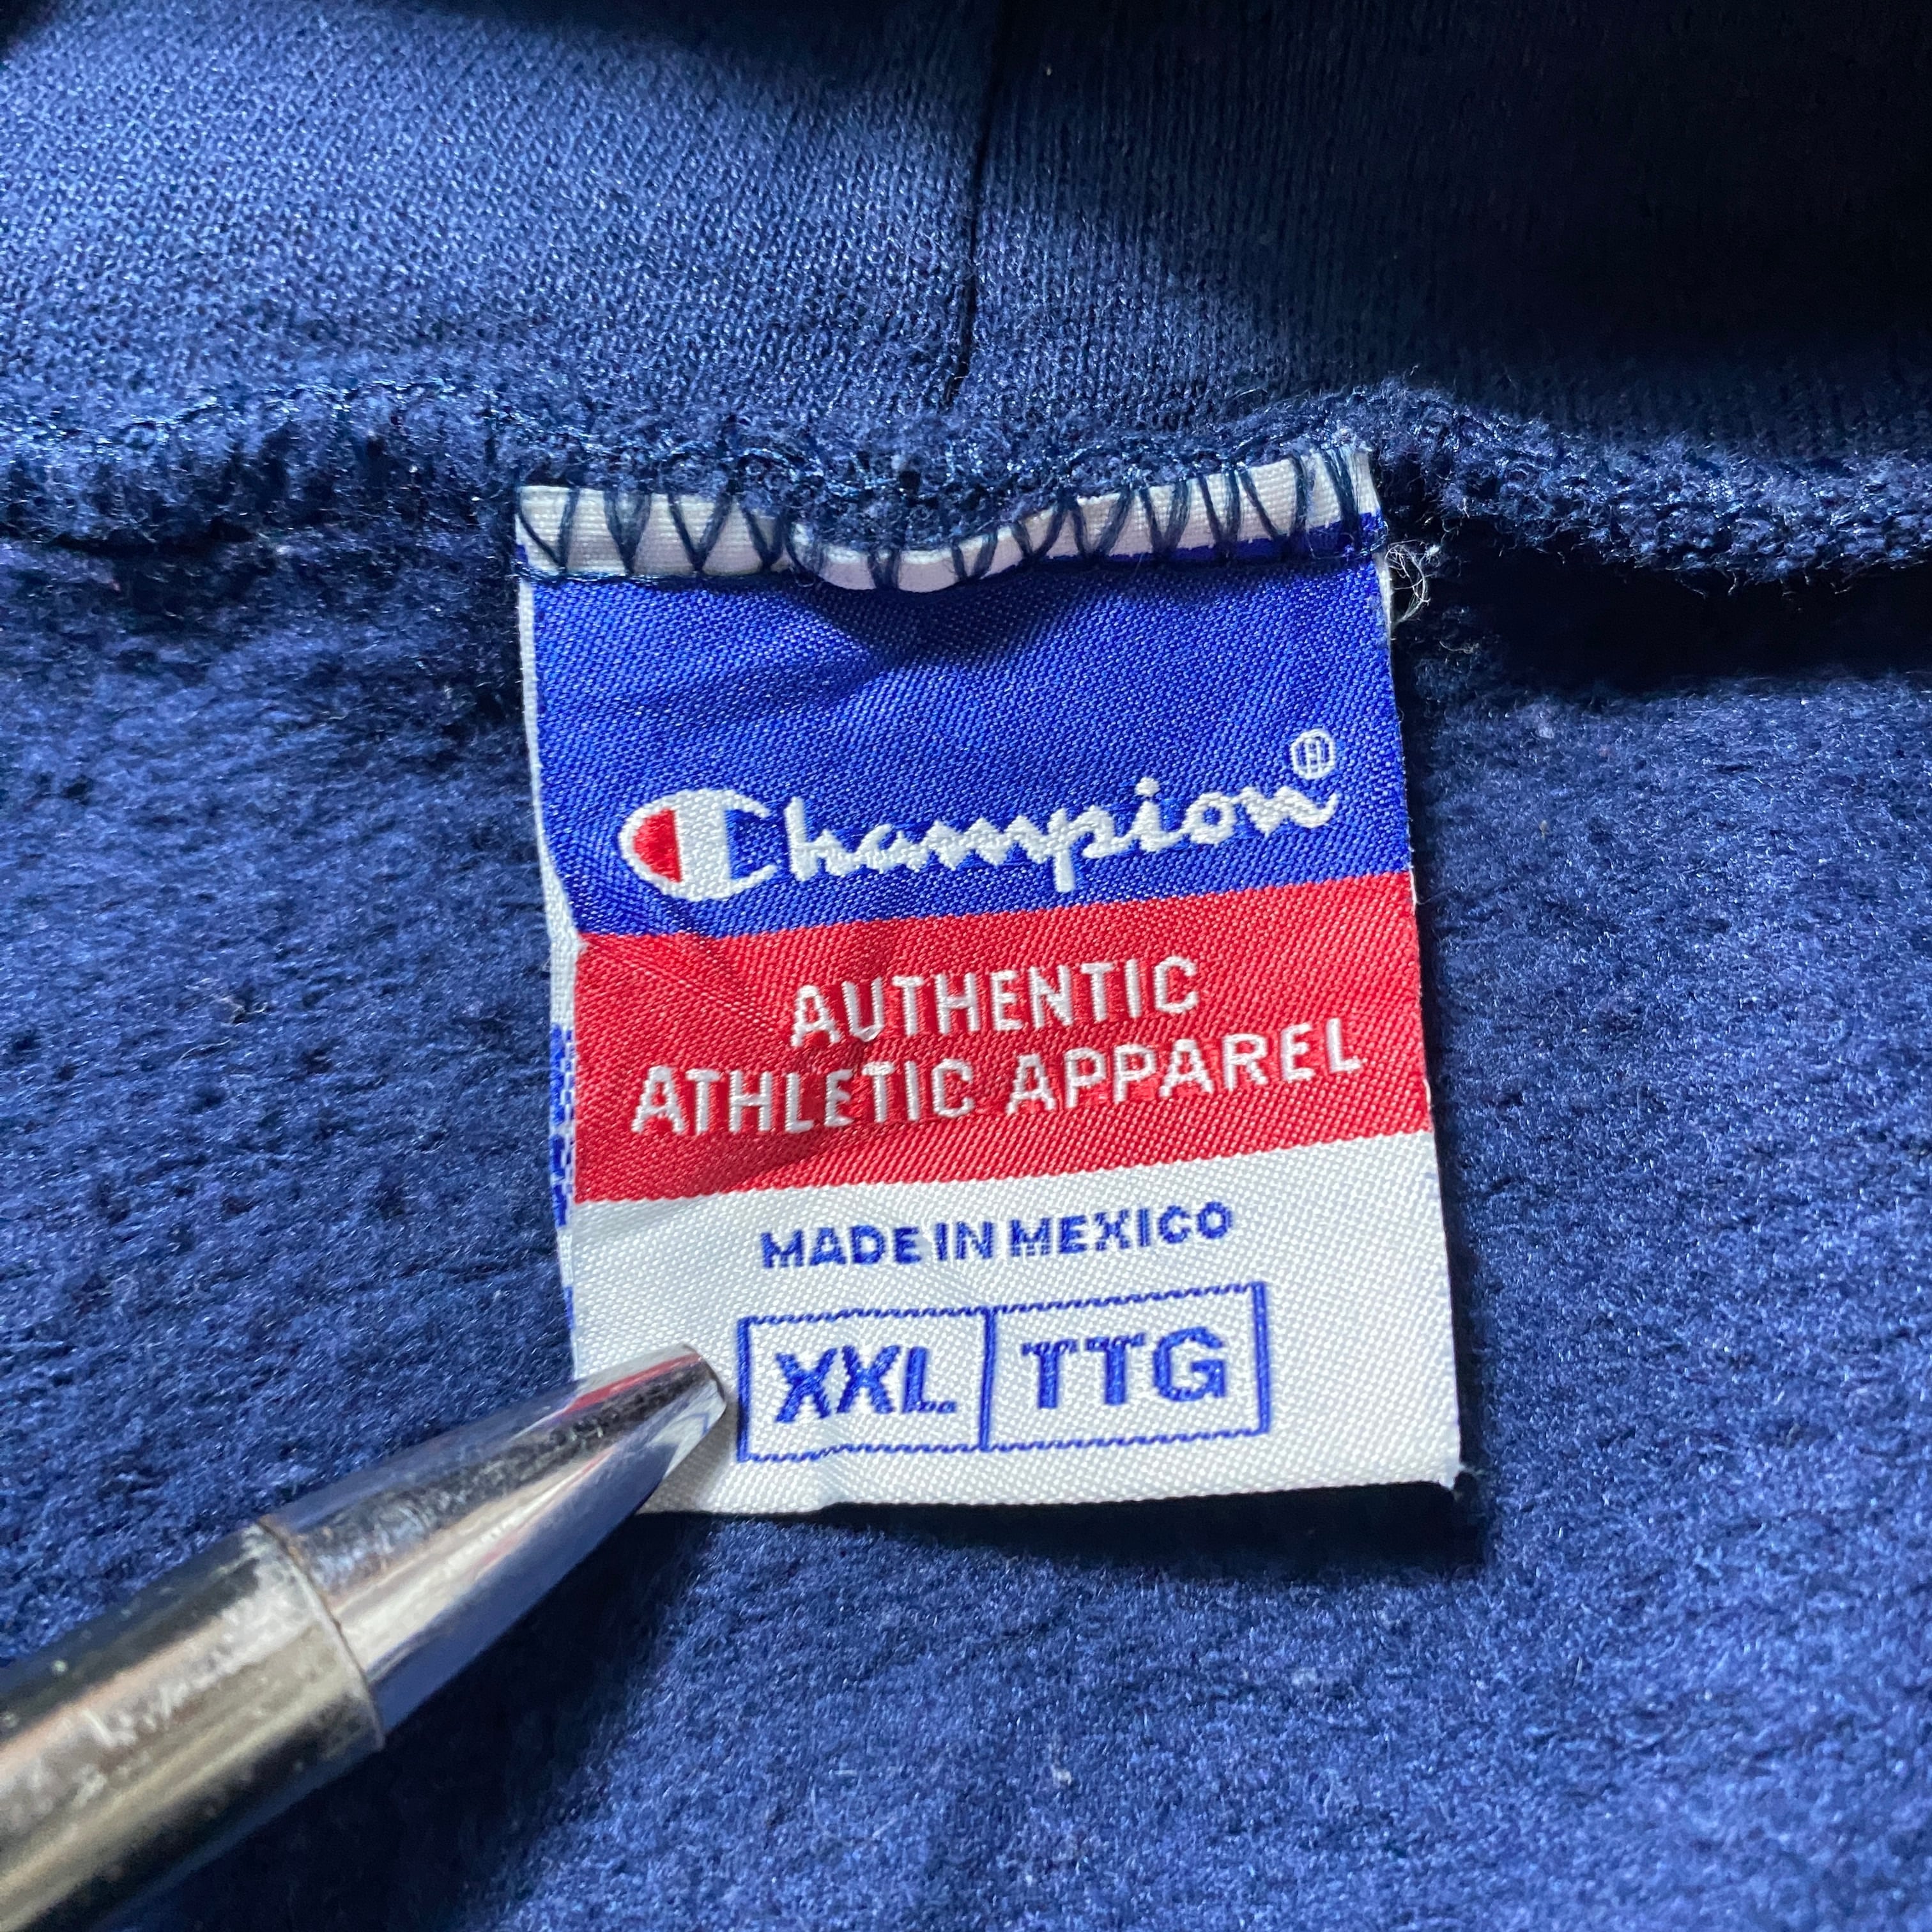 Champion®
AUTHENTIC
ATHLETIC APPAREL
MADE IN MEXICO
XXL TTG